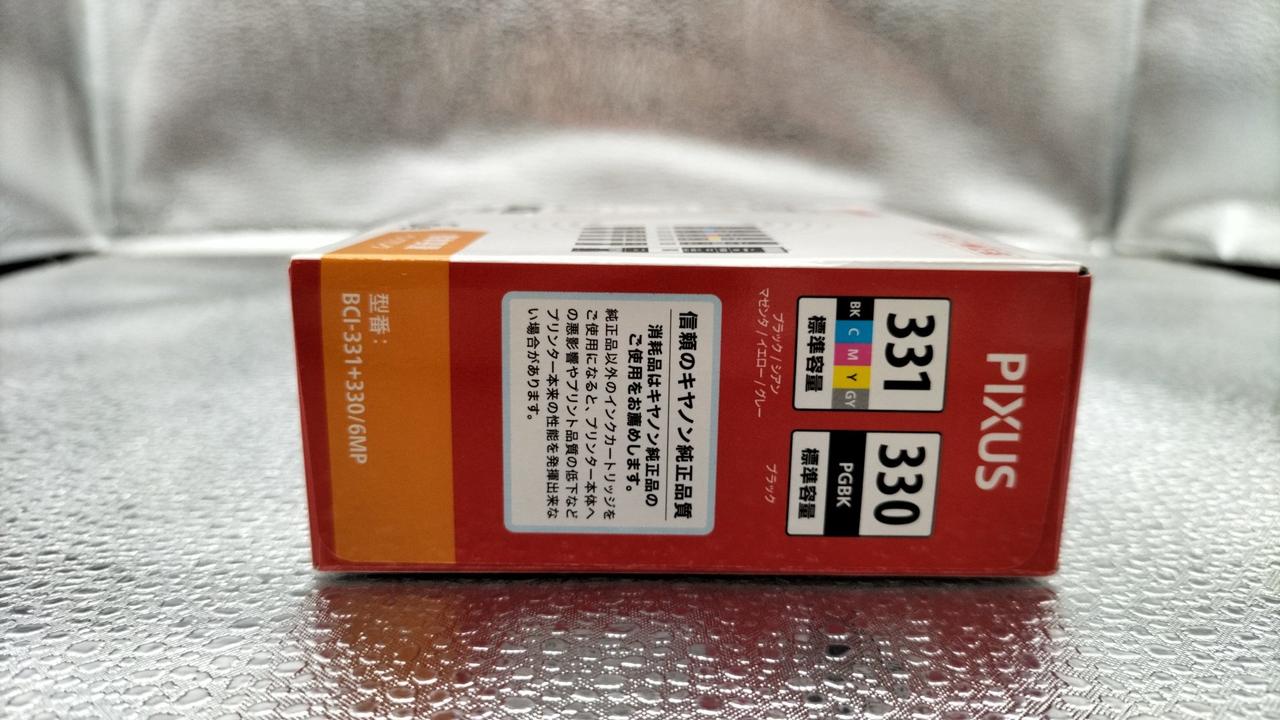 PIXUS
331
BK C M Y GY
標準容量
330
PGBK
標準容量
ブラック / シアン
マゼンタ / イエロー / グレー
ブラック
信頼のキヤノン純正品質
消耗品はキヤノン純正品の
ご使用をお薦めします。
純正品以外のインクカートリッジを
ご使用になると、プリンター本体へ
の悪影響やプリント品質の低下など
プリンター本来の性能を発揮出来な
い場合があります。
型番：
BCI-331+330/6MP